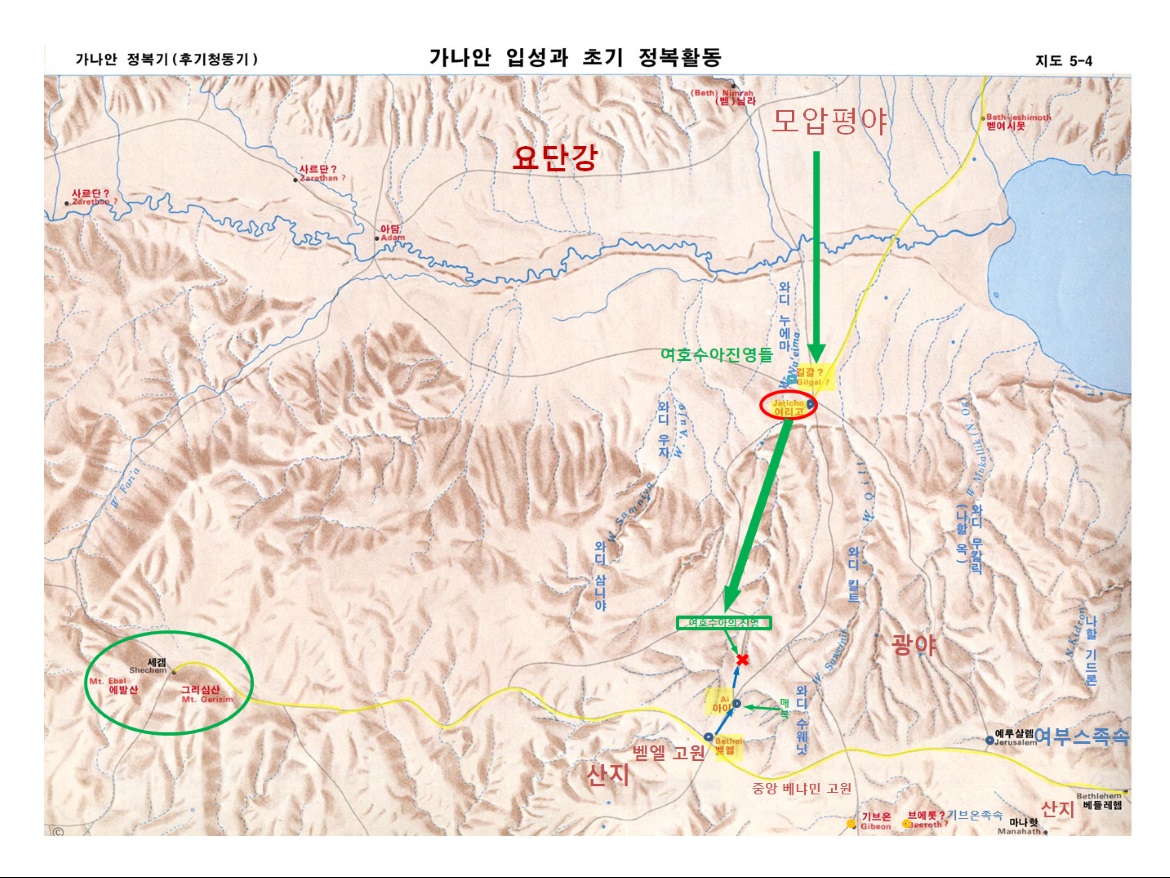 가나안 정복기(후기청동기)
가나안 입성과 초기 정복활동
지도 5-4
(Beth) Nimrah
(벧)닐라
모압평야
Beth-jeshimoth
벧여시못
요단강
사르단?
Zarethan ?
사르단?
Zarethan ?
아담
Adam
와디 누에마
W. Nu'eima
여호수아진영들
길갈 ?
Gilgal ?
Jericho
여리고
와디 우자
W. 'Auja
W. Fari'a
W. Samniya
와디 삼니야
W. Qilt
와디 킬트
와디 무칼릭
(나할 옥)
여호수아의 진영
광야
나할 기드론
N. Kidron
세겜
Shechem
Mt. Ebal
에발산
그리심산
Mt. Gerizim
Ai
아이
매복
와디 수웨닛
W. Suweinit
Bethel
벧엘
벧엘 고원
산지
예루살렘
Jerusalem
여부스족속
중앙 베냐민 고원
Bethlehem
베들레헴
산지
기브온
Gibeon
브에롯?
Beeroth ?
기브온족속
마나핫
Manahath
©